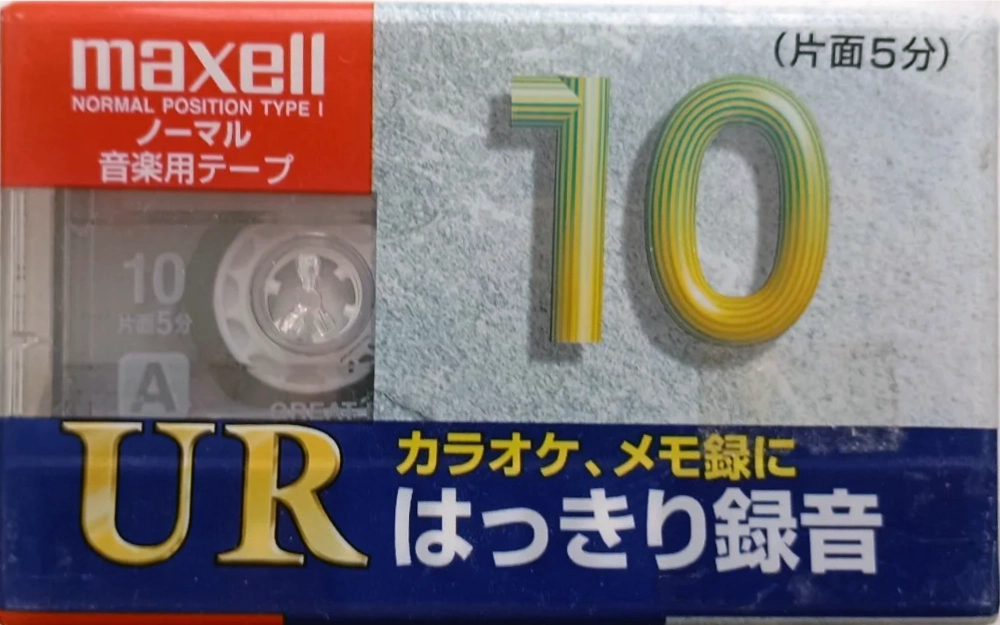 maxell
NORMAL POSITION TYPE I
ノーマル
音楽用テープ
(片面5分)
10
10
片面5分
A
GREAT
UR
カラオケ、メモ録に
はっきり録音